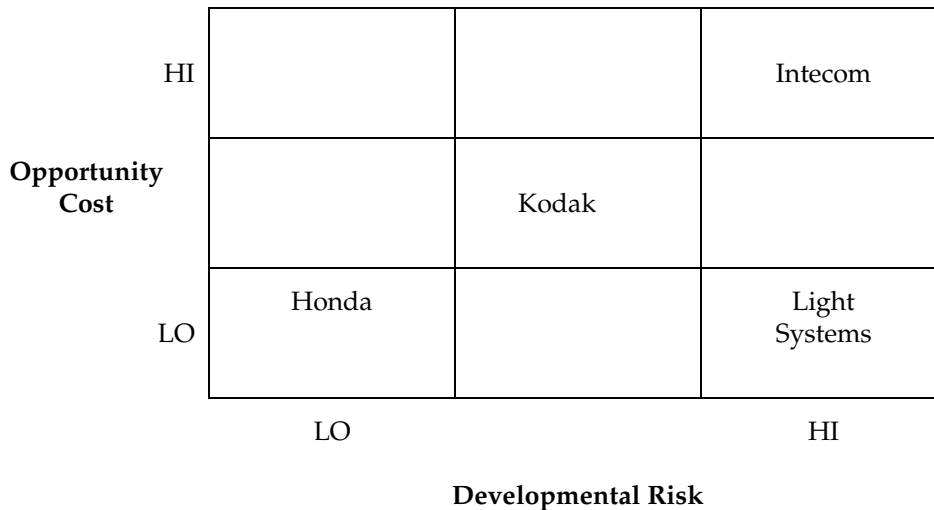 HI
Intecom
Opportunity
Cost
Kodak
Honda
Light
Systems
LO
LO
HI
Developmental Risk